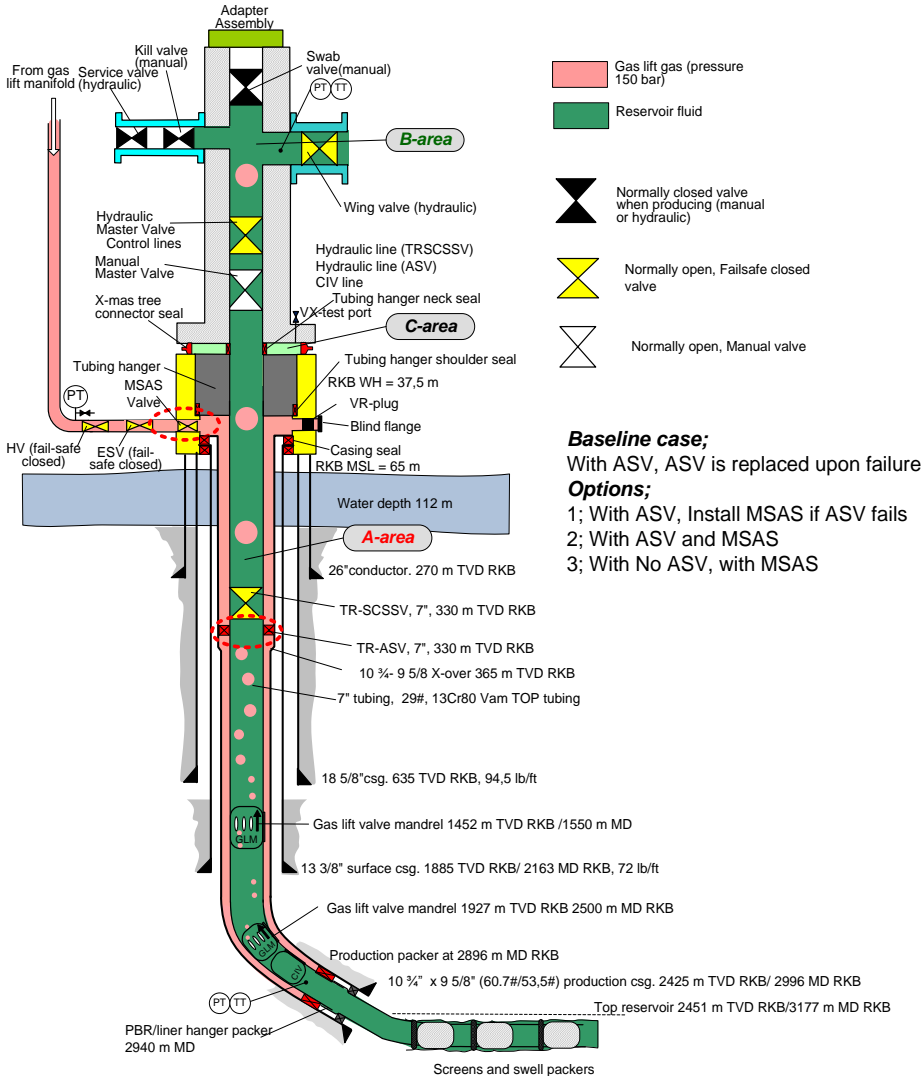 Adapter
Assembly
Kill valve
(manual)
From gas
lift manifold
Service valve
(hydraulic)
Swab
valve(manual)
PT
TT
B-area
Wing valve (hydraulic)
Hydraulic
Master Valve
Control lines
Manual
Master Valve
Hydraulic line (TRSCSSV)
Hydraulic line (ASV)
CIV line
X-mas tree
connector seal
Tubing hanger neck seal
VX-test port
C-area
Tubing hanger
Tubing hanger shoulder seal
MSAS
Valve
RKB WH = 37,5 m
PT
VR-plug
Blind flange
HV (fail-safe
closed)
ESV (fail-
safe closed)
Casing seal
RKB MSL = 65 m
Water depth 112 m
A-area
26"conductor. 270 m TVD RKB
TR-SCSSV, 7", 330 m TVD RKB
TR-ASV, 7", 330 m TVD RKB
10 ¾- 9 5/8 X-over 365 m TVD RKB
7" tubing, 29#, 13Cr80 Vam TOP tubing
18 5/8"csg. 635 TVD RKB, 94,5 lb/ft
Gas lift valve mandrel 1452 m TVD RKB /1550 m MD
GLM
13 3/8" surface csg. 1885 TVD RKB/ 2163 MD RKB, 72 lb/ft
Gas lift valve mandrel 1927 m TVD RKB 2500 m MD RKB
GLM
CIV
Production packer at 2896 m MD RKB
10 ¾" x 9 5/8" (60.7#/53,5#) production csg. 2425 m TVD RKB/ 2996 MD RKB
PT
TT
Top reservoir 2451 m TVD RKB/3177 m MD RKB
PBR/liner hanger packer
2940 m MD
Screens and swell packers
Gas lift gas (pressure
150 bar)
Reservoir fluid
Normally closed valve
when producing (manual
or hydraulic)
Normally open, Failsafe closed
valve
Normally open, Manual valve
Baseline case;
With ASV, ASV is replaced upon failure
Options;
1; With ASV, Install MSAS if ASV fails
2; With ASV and MSAS
3; With No ASV, with MSAS